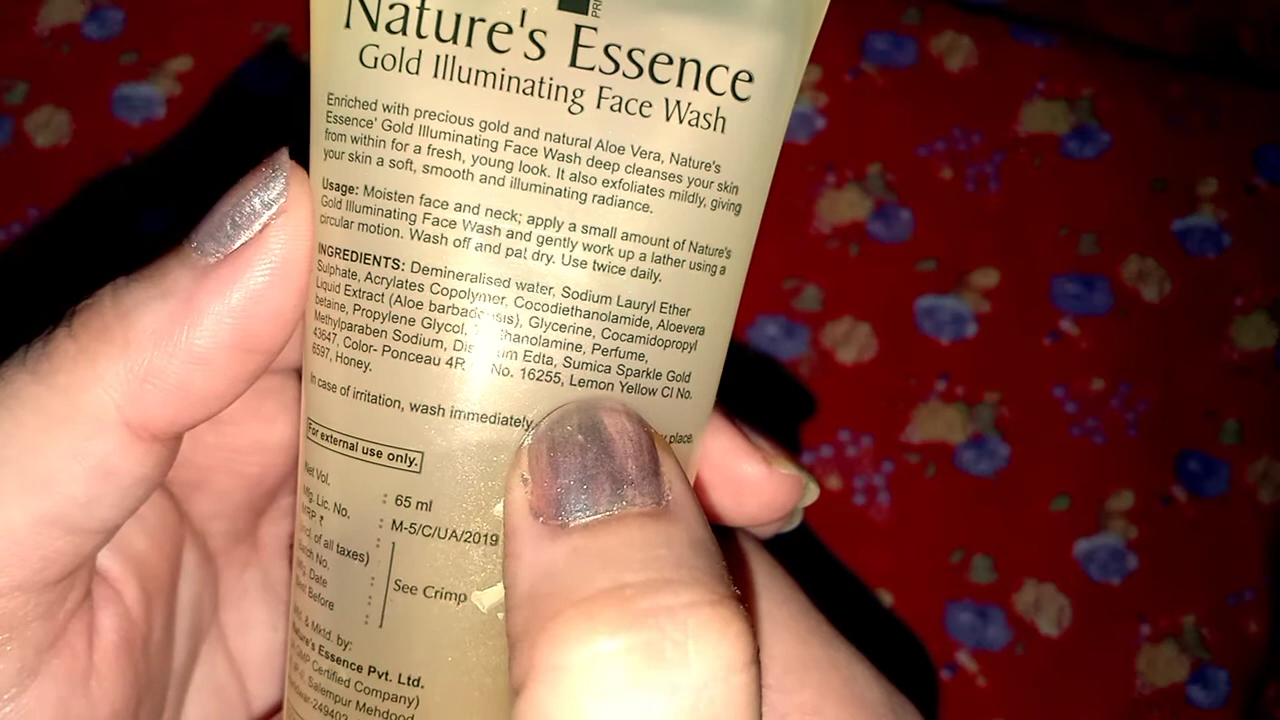 Nature's Essence
Gold Illuminating Face Wash
Enriched with precious gold and natural Aloe Vera, Nature's
Essence' Gold Illuminating Face Wash deep cleanses your skin
from within for a fresh, young look. It also exfoliates mildly, giving
your skin a soft, smooth and illuminating radiance.
Usage: Moisten face and neck; apply a small amount of Nature's
Gold Illuminating Face Wash and gently work up a lather using a
circular motion. Wash off and pat dry. Use twice daily.
INGREDIENTS: Demineralised water, Sodium Lauryl Ether
Sulphate, Acrylates Copolymer, Cocodiethanolamide, Aloevera
Liquid Extract (Aloe barbadensis), Glycerine, Cocamidopropyl
betaine, Propylene Glycol, Perfume,
Methylparaben Sodium, Edta, Sumica Sparkle Gold
43647, Color- Ponceau 4R No. 16255, Lemon Yellow CI No.
6597, Honey.
In case of irritation, wash immediately place.
For external use only.
Net Vol. : 65 ml
Mfg. Lic. No. : M-5/C/UA/2019
MRP ₹ :
(Incl. of all taxes)
Batch No. :
Mfg. Date : See Crimp
Best Before :
Mfd. & Mktd. by:
Nature's Essence Pvt. Ltd.
GMP Certified Company)
Salempur Mehdood
249402